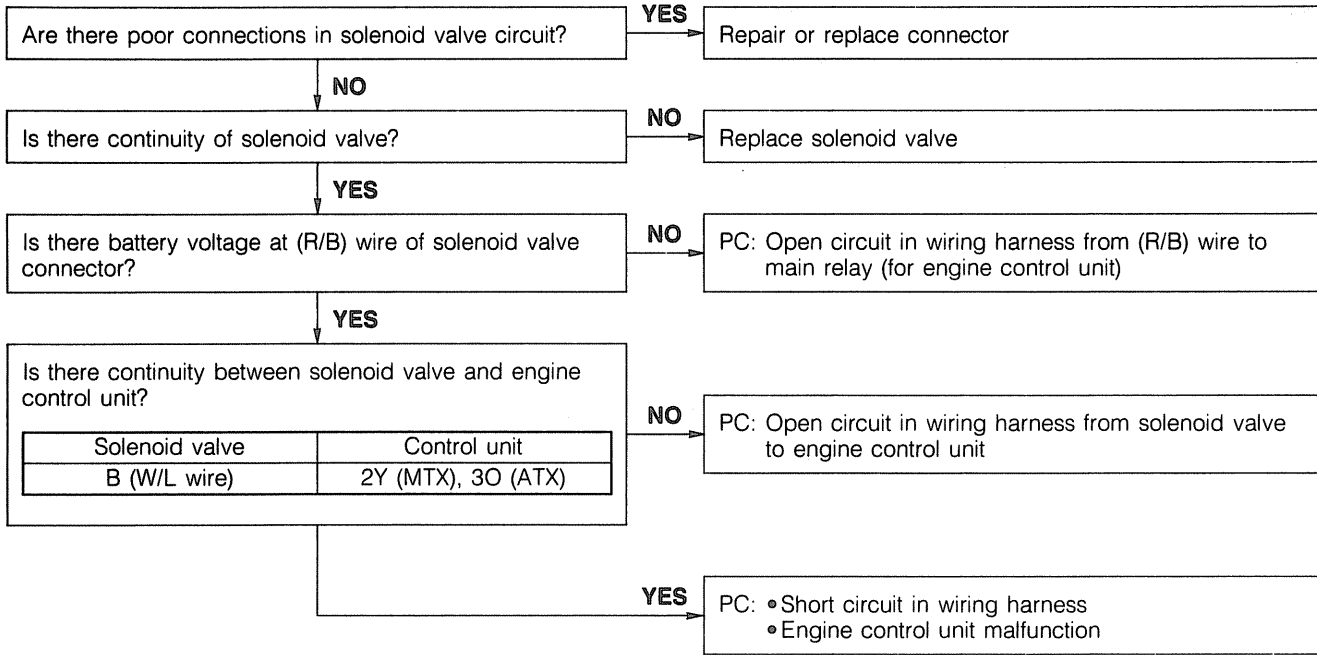 Are there poor connections in solenoid valve circuit?
YES
Repair or replace connector
NO
Is there continuity of solenoid valve?
NO
Replace solenoid valve
YES
Is there battery voltage at (R/B) wire of solenoid valve
connector?
NO
PC: Open circuit in wiring harness from (R/B) wire to
main relay (for engine control unit)
YES
Is there continuity between solenoid valve and engine
control unit?
Solenoid valve Control unit
B (W/L wire) 2Y (MTX), 3O (ATX)
NO
PC: Open circuit in wiring harness from solenoid valve
to engine control unit
YES
PC: •Short circuit in wiring harness
•Engine control unit malfunction